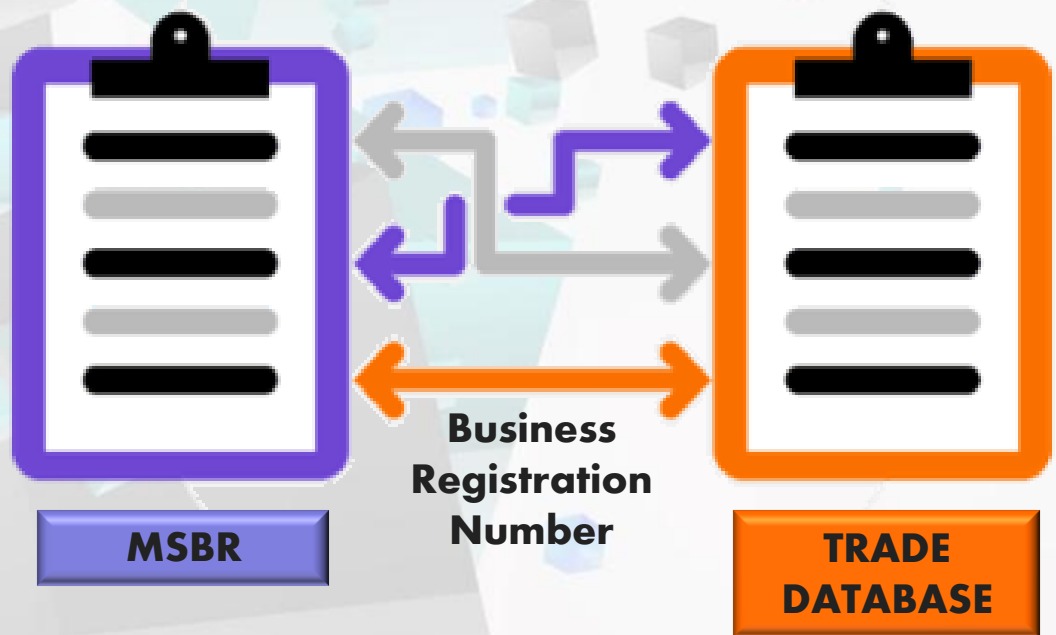 Business
Registration
Number
MSBR
TRADE
DATABASE